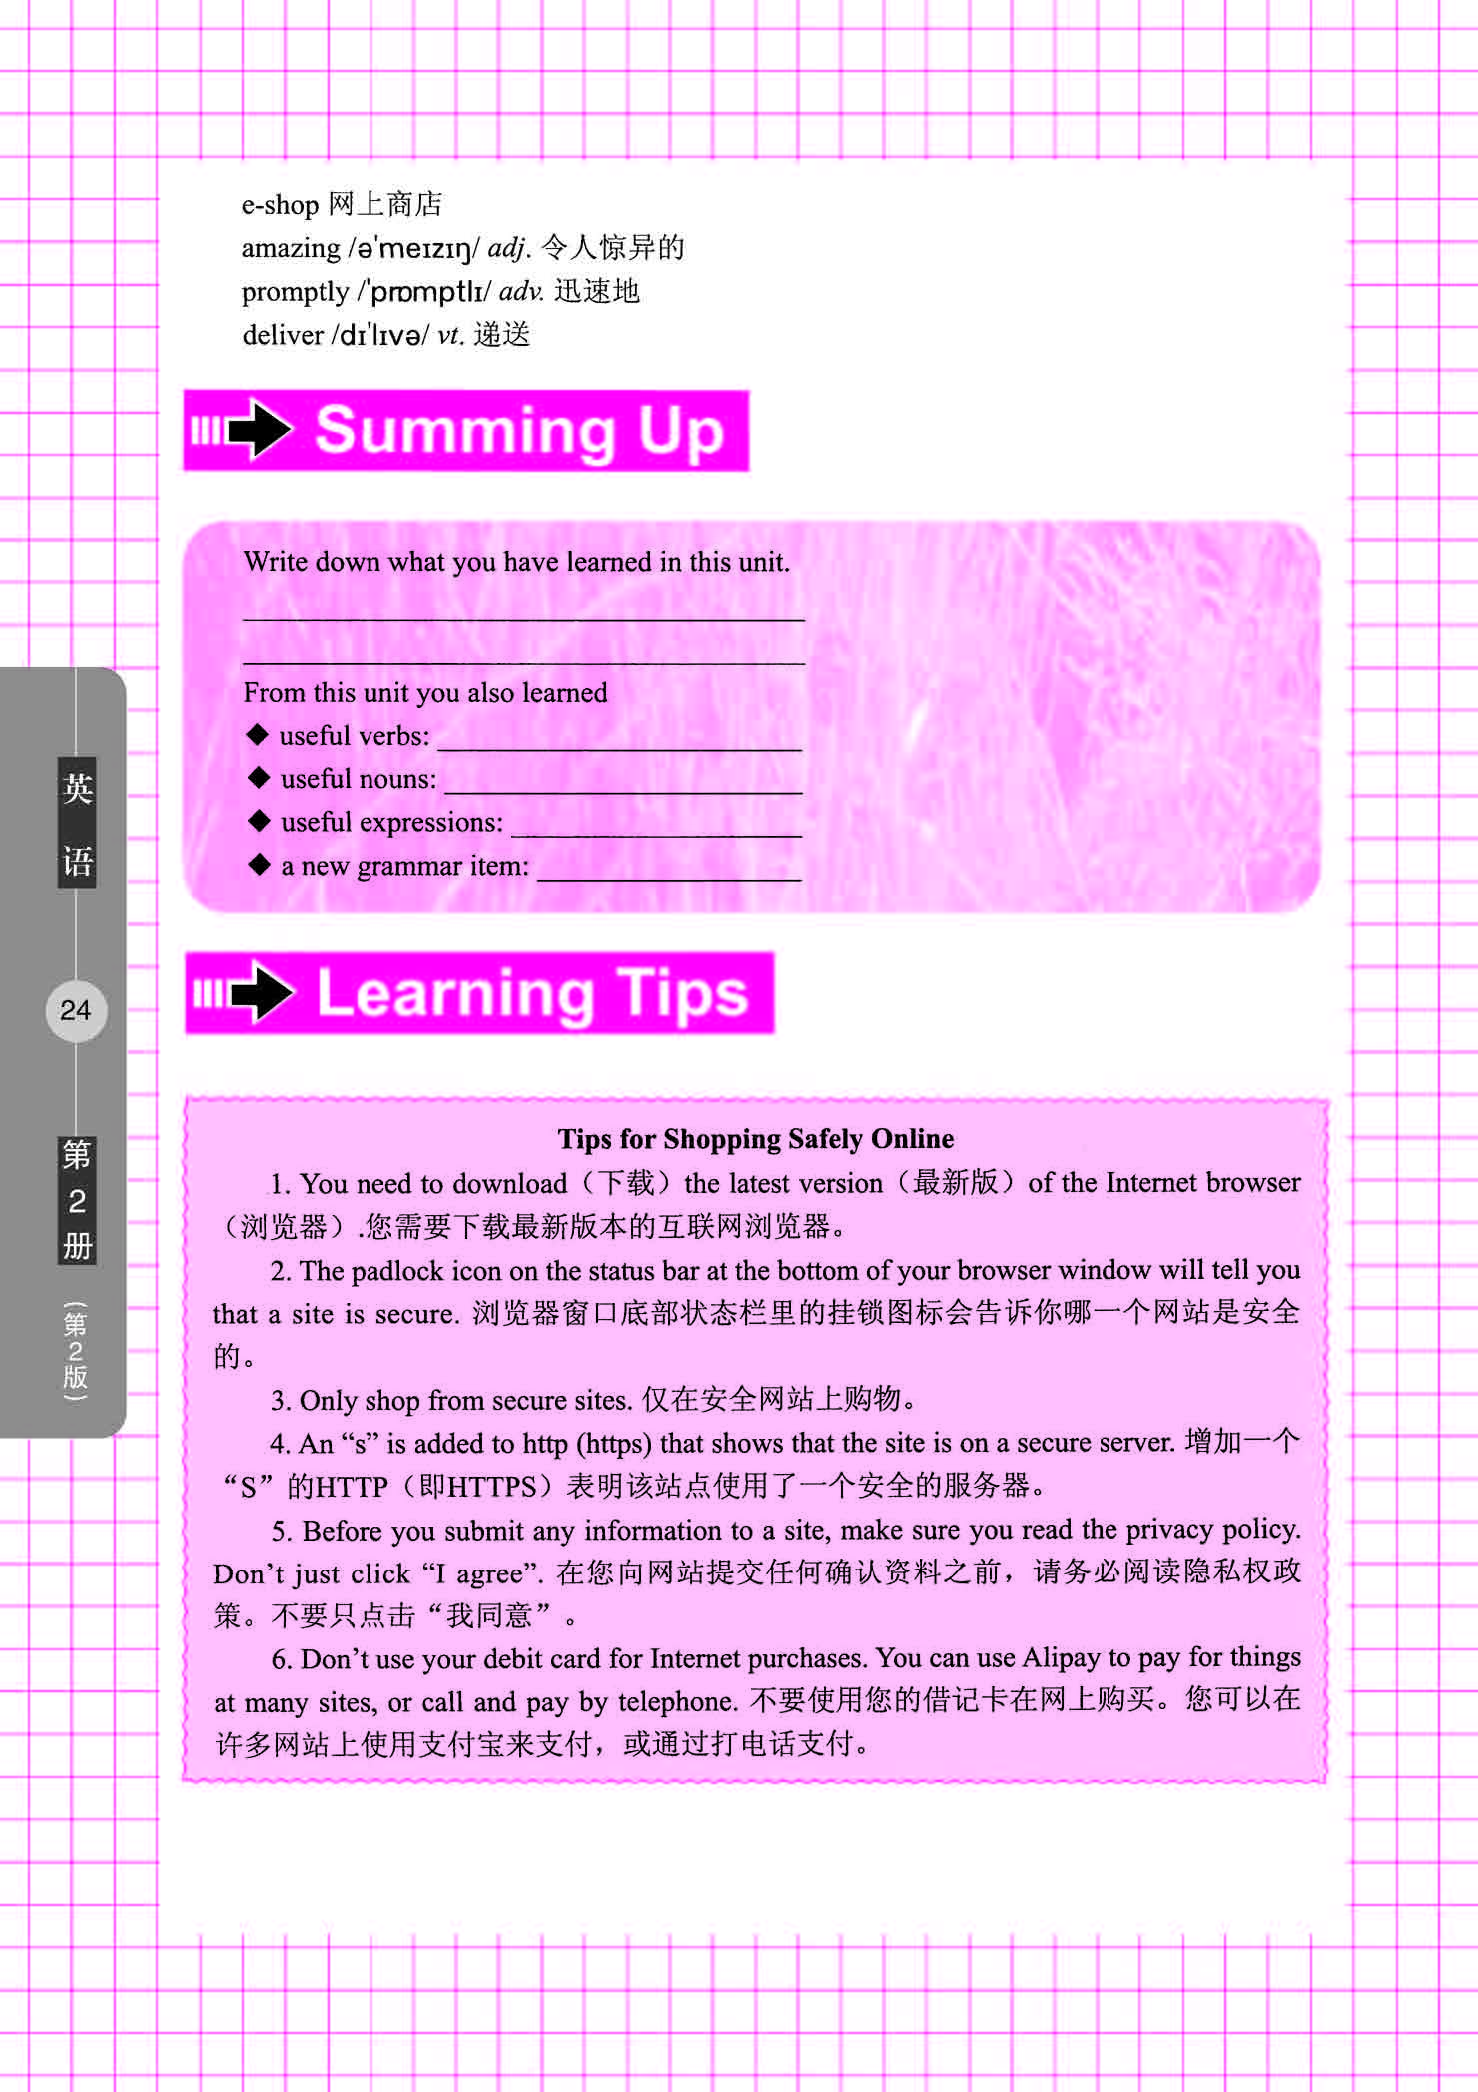 e-shop 网上商店
amazing /ə'meɪzɪŋ/ adj. 令人惊异的
promptly /'prɒmptlɪ/ adv. 迅速地
deliver /dɪ'lɪvə/ vt. 递送
Summing Up
Write down what you have learned in this unit.
From this unit you also learned
◆ useful verbs:
◆ useful nouns:
◆ useful expressions:
◆ a new grammar item:
英语
24
第2册
（第2版）
Learning Tips
Tips for Shopping Safely Online
1. You need to download（下载）the latest version（最新版）of the Internet browser
（浏览器）.您需要下载最新版本的互联网浏览器。
2. The padlock icon on the status bar at the bottom of your browser window will tell you
that a site is secure. 浏览器窗口底部状态栏里的挂锁图标会告诉你哪一个网站是安全
的。
3. Only shop from secure sites. 仅在安全网站上购物。
4. An “s” is added to http (https) that shows that the site is on a secure server. 增加一个
“S”的HTTP（即HTTPS）表明该站点使用了一个安全的服务器。
5. Before you submit any information to a site, make sure you read the privacy policy.
Don’t just click “I agree”. 在您向网站提交任何确认资料之前，请务必阅读隐私权政
策。不要只点击“我同意”。
6. Don’t use your debit card for Internet purchases. You can use Alipay to pay for things
at many sites, or call and pay by telephone. 不要使用您的借记卡在网上购买。您可以在
许多网站上使用支付宝来支付，或通过打电话支付。